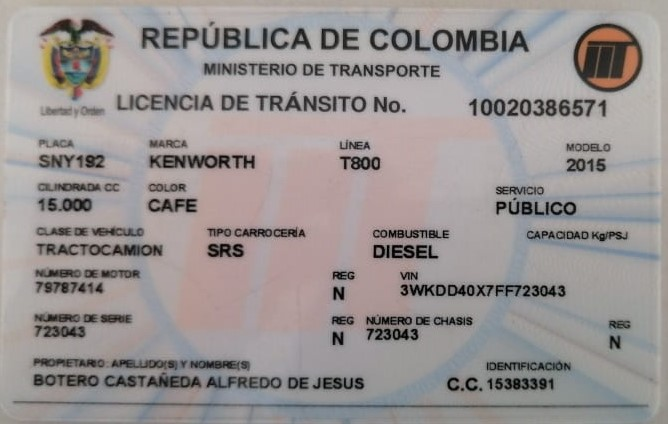 REPÚBLICA DE COLOMBIA
MINISTERIO DE TRANSPORTE
Libertad y Orden
LICENCIA DE TRÁNSITO No. 10020386571
PLACA MARCA LÍNEA MODELO
SNY192 KENWORTH T800 2015
CILINDRADA CC COLOR SERVICIO
15.000 CAFE PÚBLICO
CLASE DE VEHÍCULO TIPO CARROCERÍA COMBUSTIBLE CAPACIDAD Kg/PSJ
TRACTOCAMION SRS DIESEL
NÚMERO DE MOTOR REG VIN
79787414 N 3WKDD40X7FF723043
NÚMERO DE SERIE REG NÚMERO DE CHASIS REG
723043 N 723043 N
PROPIETARIO: APELLIDO(S) Y NOMBRE(S) IDENTIFICACIÓN
BOTERO CASTAÑEDA ALFREDO DE JESUS C.C. 15383391